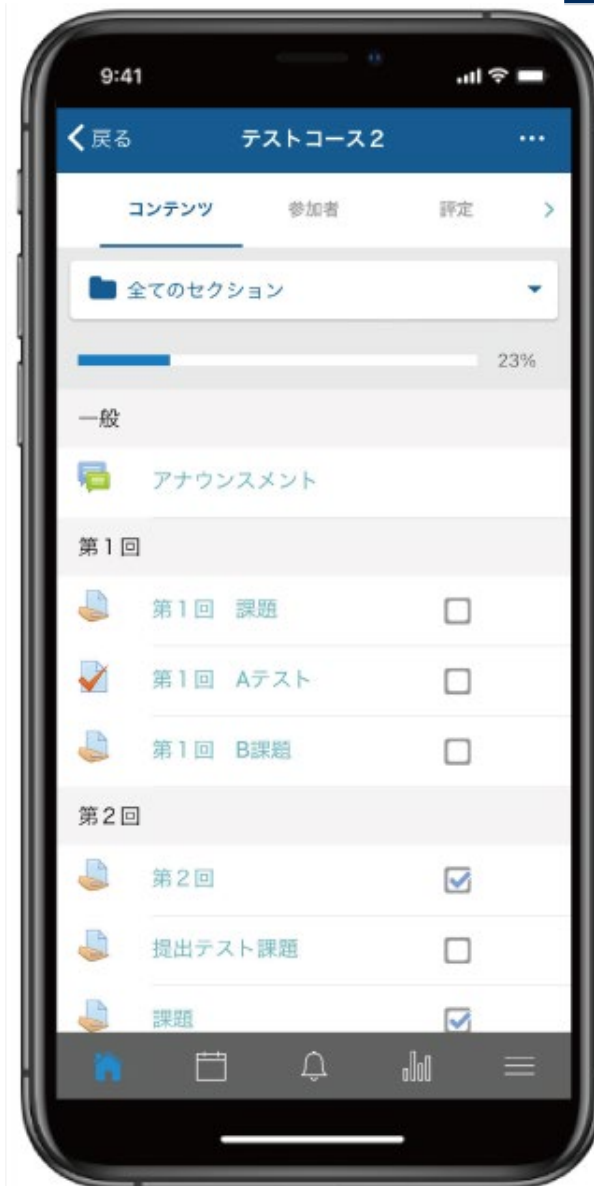 9:41
戻る テストコース2 ...
コンテンツ 参加者 評定 >
全てのセクション
23%
一般
アナウンスメント
第1回
第1回 課題
第1回 Aテスト
第1回 B課題
第2回
第2回
提出テスト課題
課題